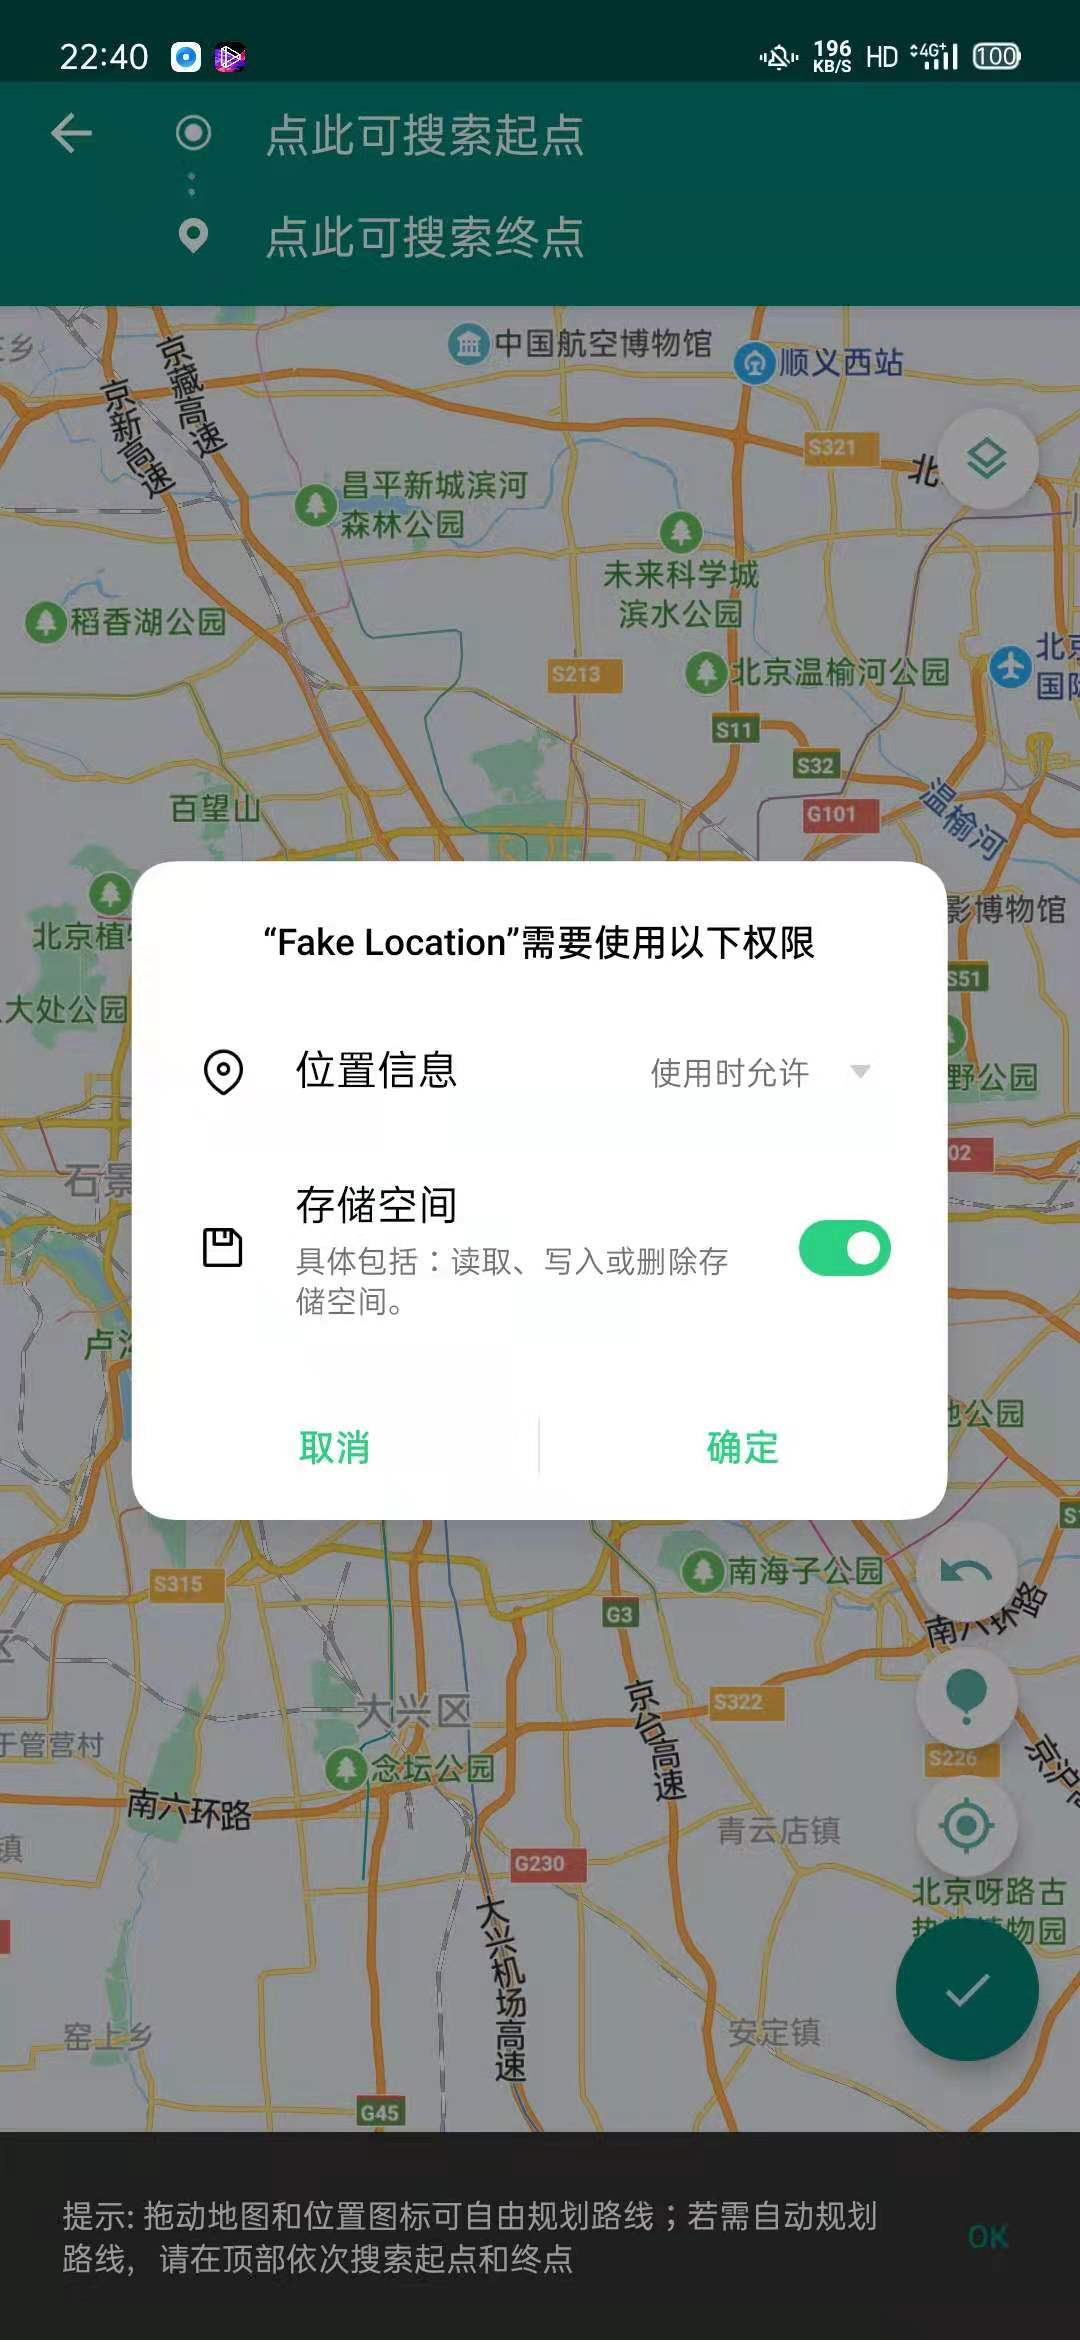 22:40
196 KB/S HD 4G+ 100
点此可搜索起点
点此可搜索终点
中国航空博物馆
顺义西站
京藏高速
京新高速
S321
北
昌平新城滨河
森林公园
未来科学城
滨水公园
稻香湖公园
S213
北京温榆河公园
北京
国际
S11
S32
G101
温榆河
百望山
北京植
影博物馆
大处公园
S51
野公园
02
石景
“Fake Location”需要使用以下权限
位置信息
使用时允许
存储空间
具体包括：读取、写入或删除存
储空间。
取消
确定
卢沟
公园
S315
南海子公园
G3
南六环路
大兴区
S322
京台高速
于管营村
念坛公园
S226
京沪
南六环路
青云店镇
镇
G230
北京呀路古
热带植物园
大兴机场高速
窑上乡
安定镇
G45
提示: 拖动地图和位置图标可自由规划路线；若需自动规划
路线，请在顶部依次搜索起点和终点
OK